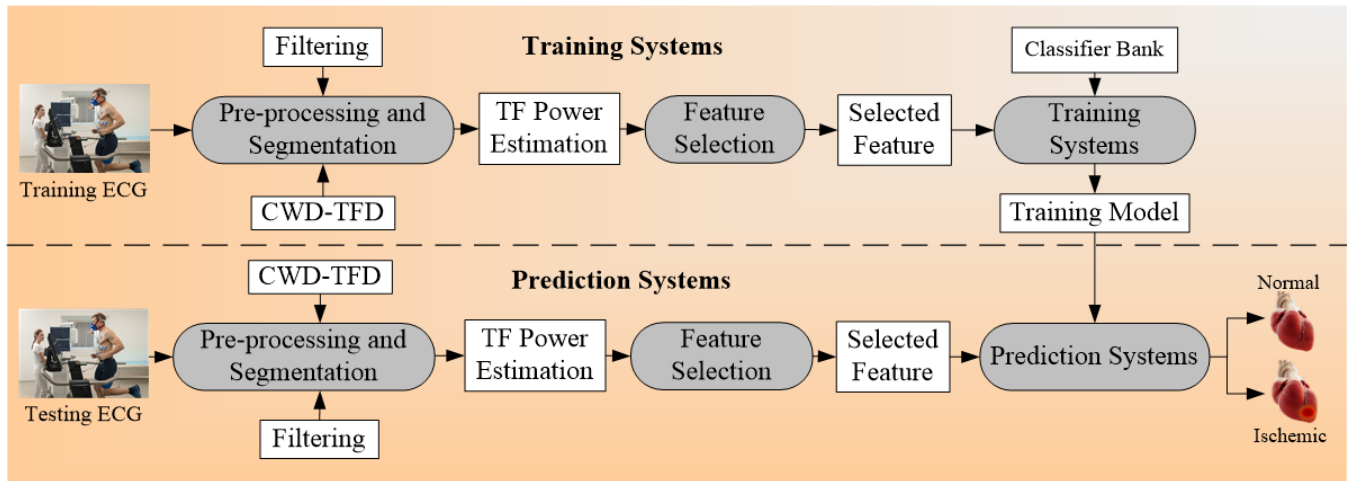 Filtering
Training Systems
Classifier Bank
Pre-processing and
Segmentation
TF Power
Estimation
Feature
Selection
Selected
Feature
Training
Systems
Training ECG
CWD-TFD
Training Model
CWD-TFD
Prediction Systems
Normal
Pre-processing and
Segmentation
TF Power
Estimation
Feature
Selection
Selected
Feature
Prediction Systems
Testing ECG
Filtering
Ischemic